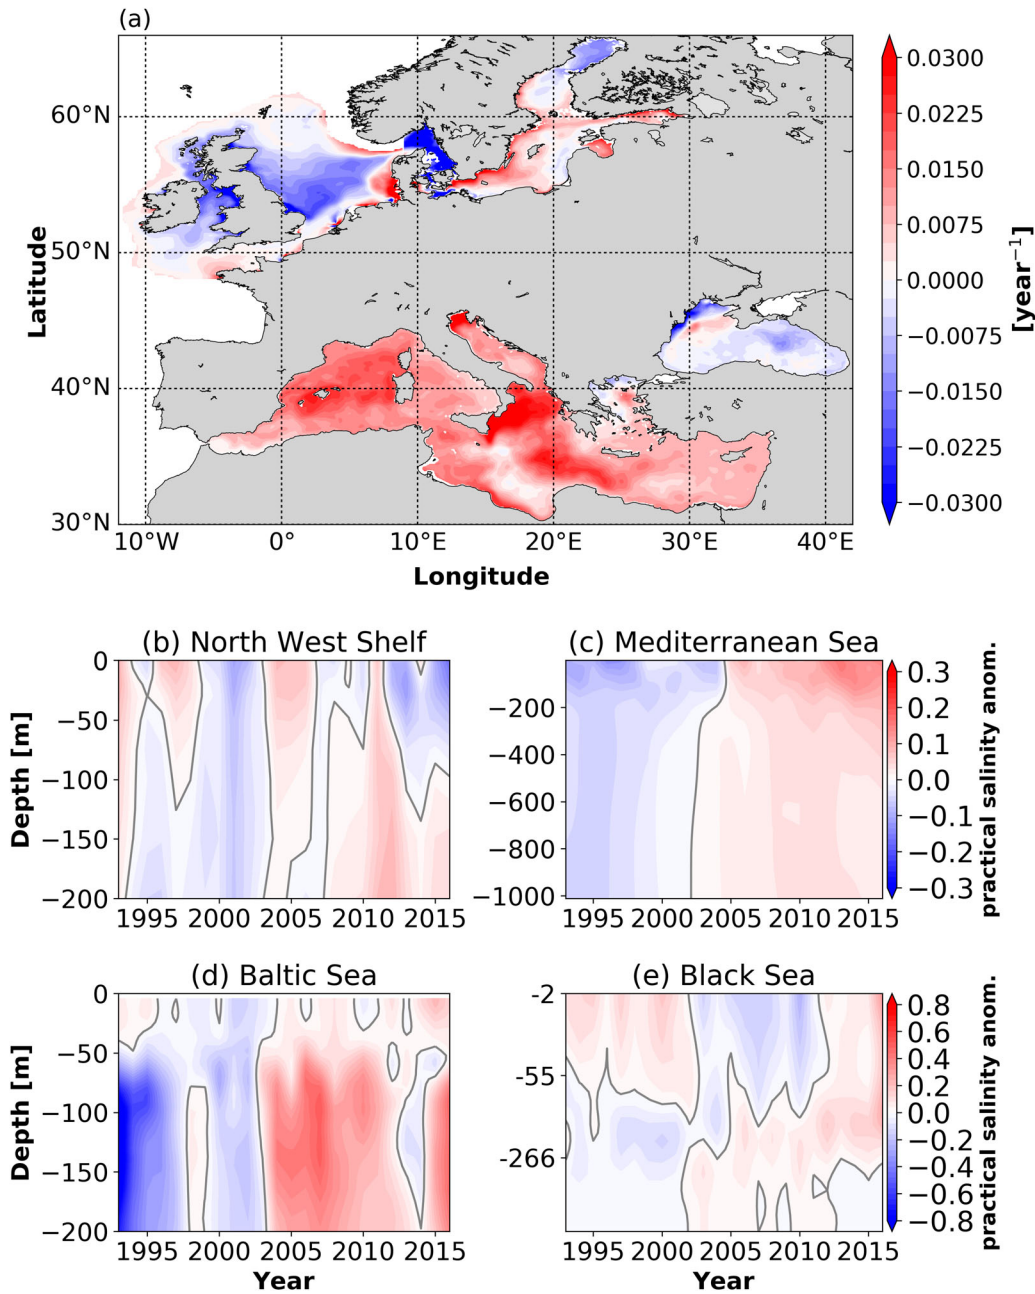 (a)
60°N
50°N
40°N
30°N
Latitude
10°W 0° 10°E 20°E 30°E 40°E
Longitude
0.0300
0.0225
0.0150
0.0075
0.0000
−0.0075
−0.0150
−0.0225
−0.0300
[year⁻¹]
(b) North West Shelf
0
−50
−100
−150
−200
Depth [m]
1995 2000 2005 2010 2015
(c) Mediterranean Sea
−200
−400
−600
−800
−1000
1995 2000 2005 2010 2015
0.3
0.2
0.1
0.0
−0.1
−0.2
−0.3
practical salinity anom.
(d) Baltic Sea
0
−50
−100
−150
−200
Depth [m]
1995 2000 2005 2010 2015
Year
(e) Black Sea
-2
-55
-266
1995 2000 2005 2010 2015
Year
0.8
0.6
0.4
0.2
0.0
−0.2
−0.4
−0.6
−0.8
practical salinity anom.